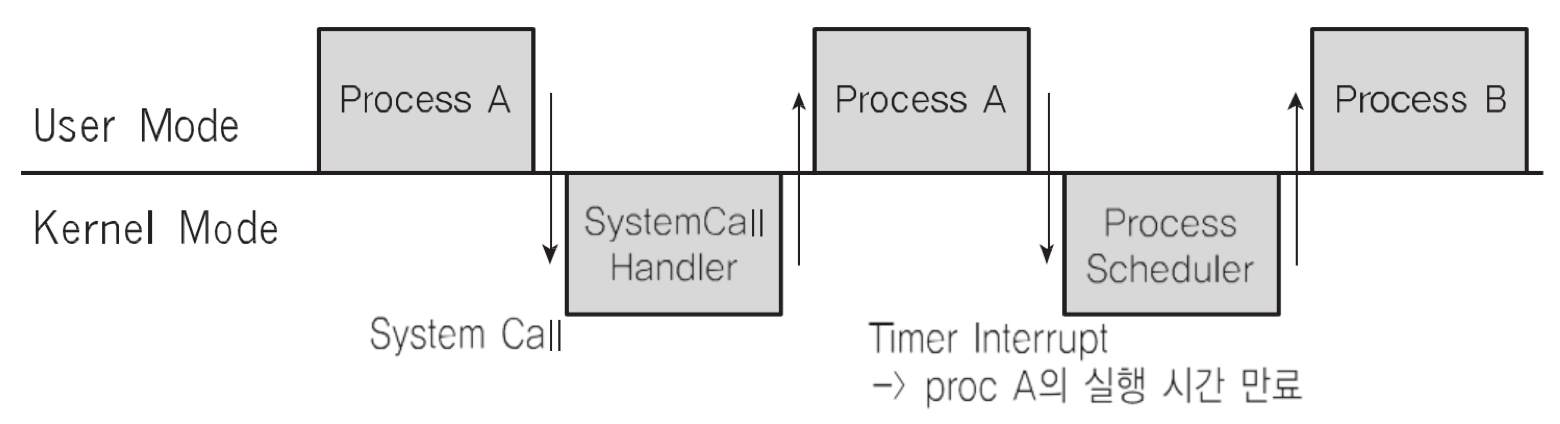 Process A
Process A
Process B
User Mode
Kernel Mode
SystemCall
Handler
Process
Scheduler
System Call
Timer Interrupt
-> proc A의 실행 시간 만료